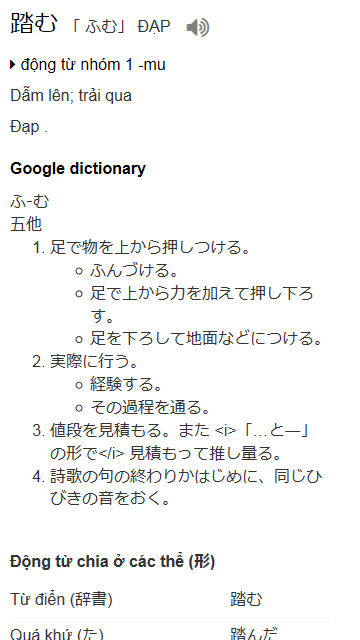 踏む 「 ふむ」 ĐẠP
động từ nhóm 1 -mu
Dẫm lên; trải qua
Đạp .
Google dictionary
ふ-む
五他
1. 足で物を上から押しつける。
ふんづける。
足で上から力を加えて押し下ろ
す。
足を下ろして地面などにつける。
2. 実際に行う。
経験する。
その過程を通る。
3. 値段を見積もる。また <i>「…と―」
の形で</i> 見積もって推し量る。
4. 詩歌の句の終わりかはじめに、同じひ
びきの音をおく。
Động từ chia ở các thể (形)
Từ điển (辞書) 踏む
Quá khứ (た) 踏んだ